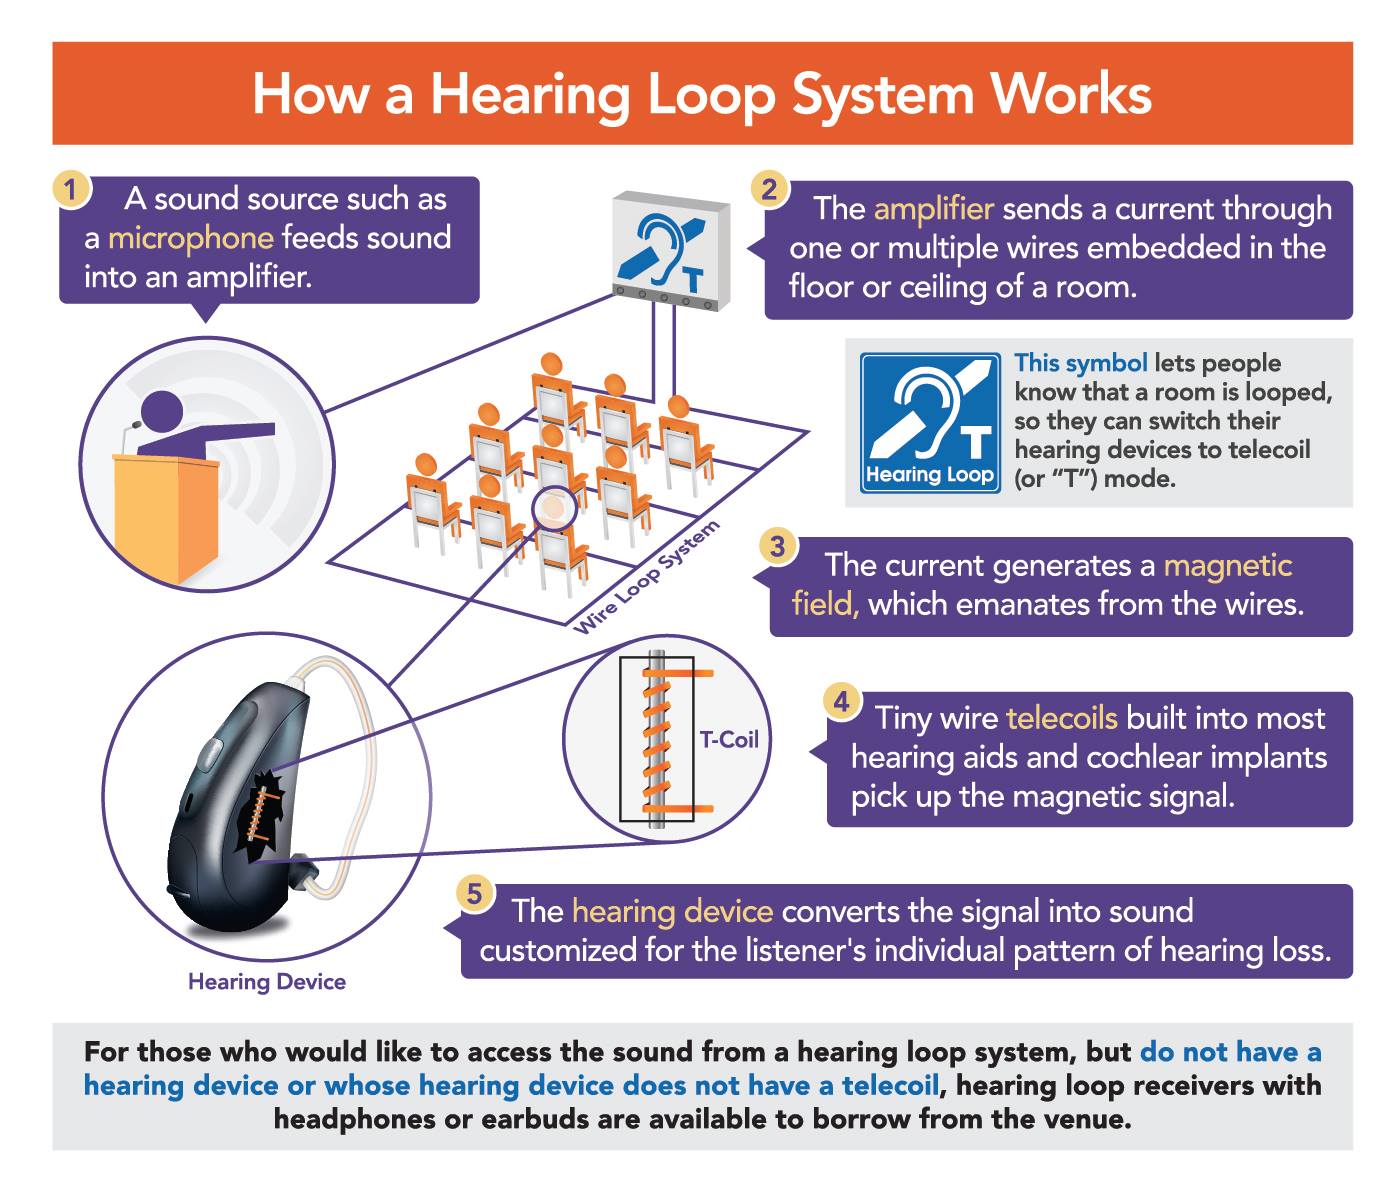 How a Hearing Loop System Works
1
A sound source such as
a microphone feeds sound
into an amplifier.
T
2
The amplifier sends a current through
one or multiple wires embedded in the
floor or ceiling of a room.
T
Hearing Loop
This symbol lets people
know that a room is looped,
so they can switch their
hearing devices to telecoil
(or “T”) mode.
Wire Loop System
3
The current generates a magnetic
field, which emanates from the wires.
T-Coil
4
Tiny wire telecoils built into most
hearing aids and cochlear implants
pick up the magnetic signal.
5
The hearing device converts the signal into sound
customized for the listener's individual pattern of hearing loss.
Hearing Device
For those who would like to access the sound from a hearing loop system, but do not have a
hearing device or whose hearing device does not have a telecoil, hearing loop receivers with
headphones or earbuds are available to borrow from the venue.